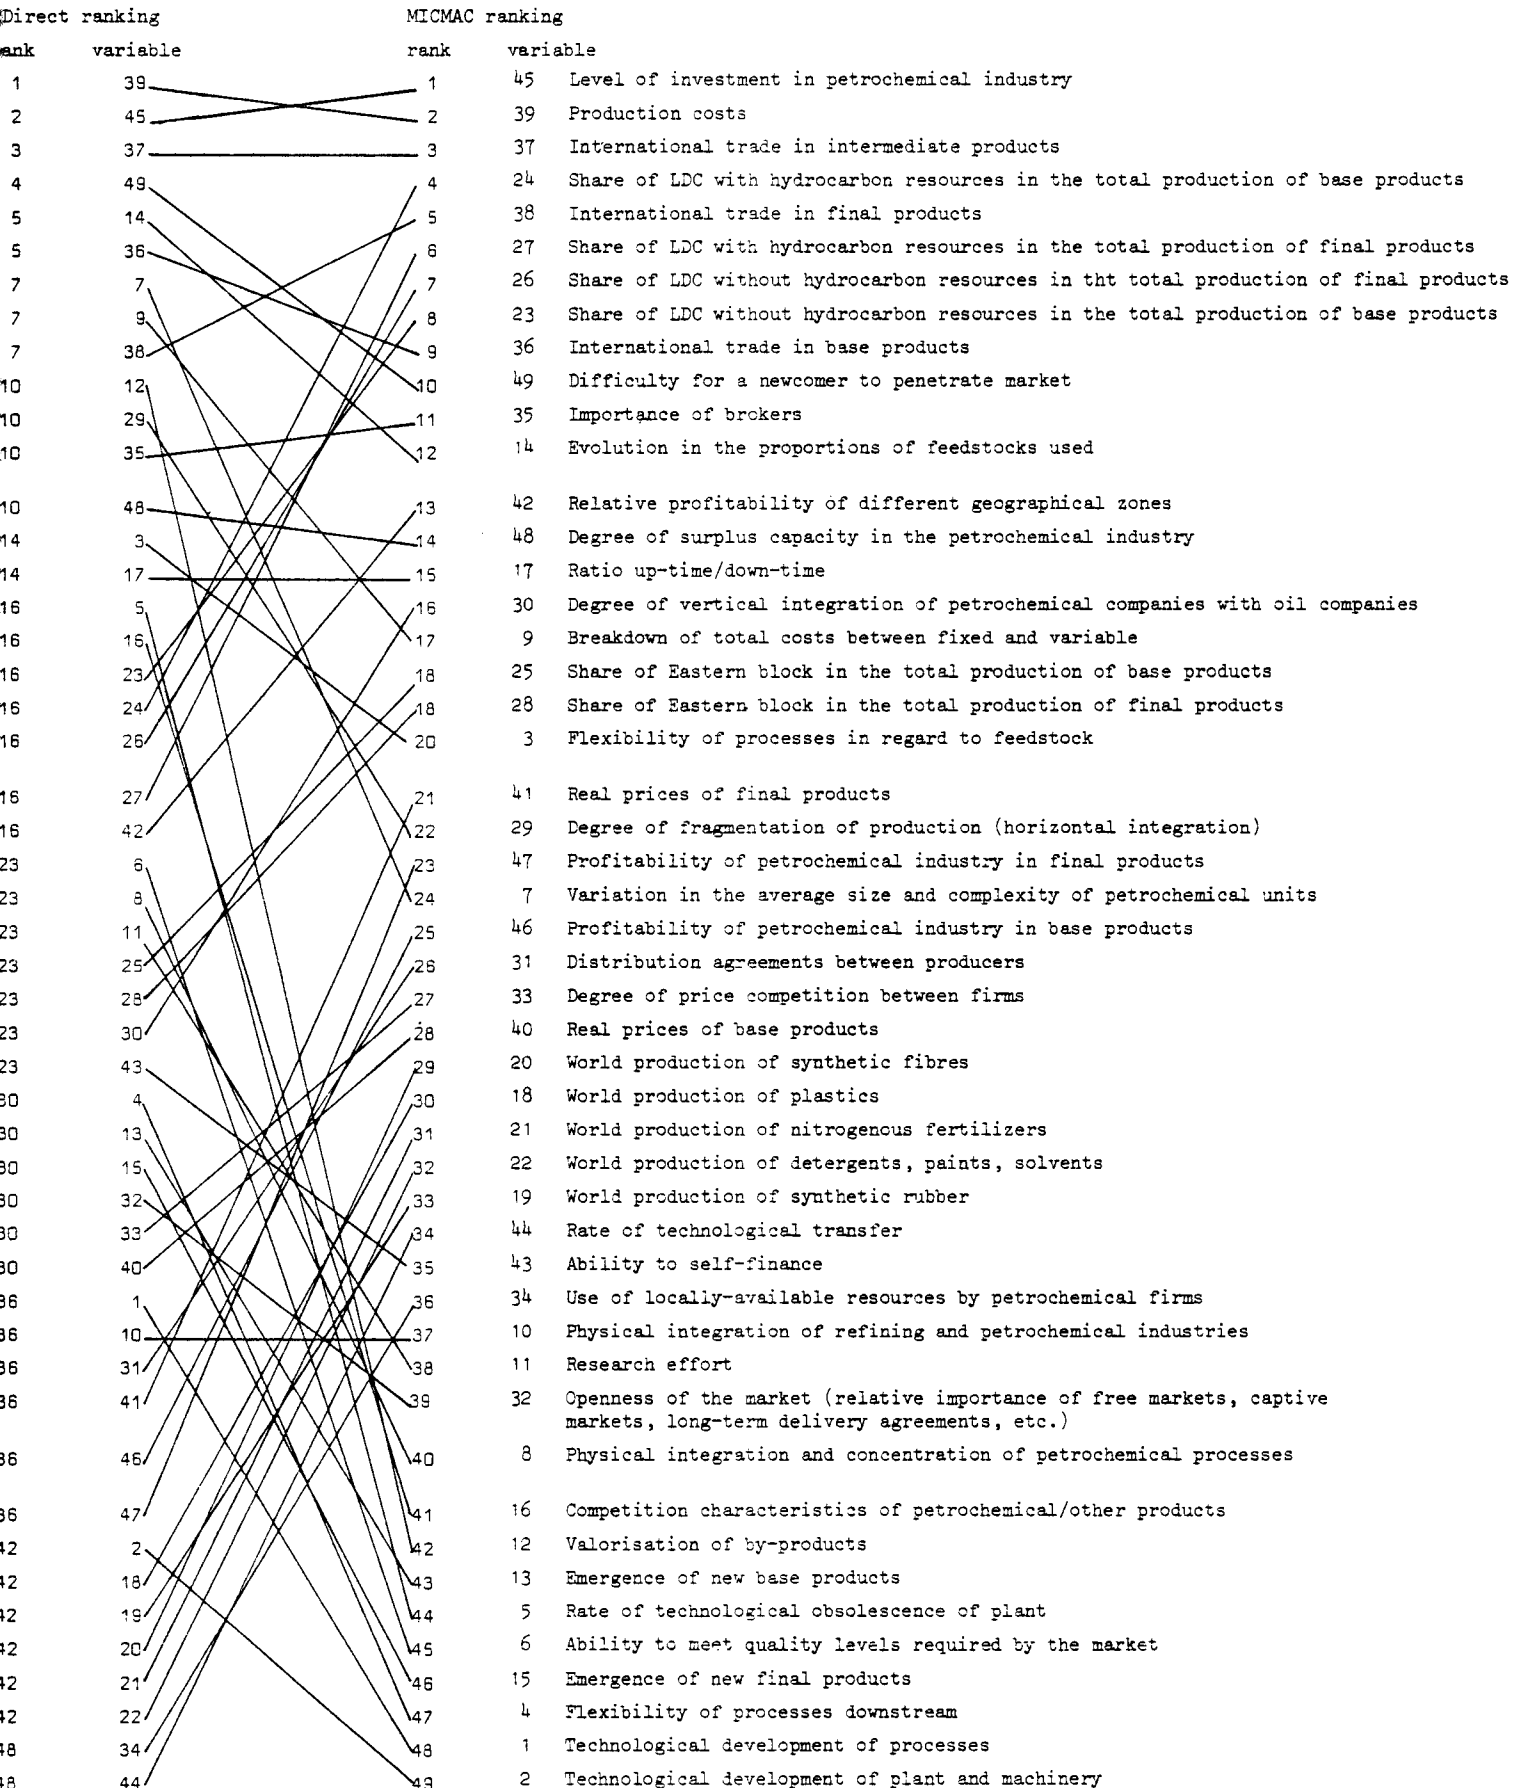 Direct ranking MICMAC ranking
rank variable rank variable
1 39 1 45 Level of investment in petrochemical industry
2 45 2 39 Production costs
3 37 3 37 International trade in intermediate products
4 49 4 24 Share of LDC with hydrocarbon resources in the total production of base products
5 14 5 38 International trade in final products
5 36 6 27 Share of LDC with hydrocarbon resources in the total production of final products
7 7 7 26 Share of LDC without hydrocarbon resources in tht total production of final products
7 9 8 23 Share of LDC without hydrocarbon resources in the total production of base products
7 38 9 36 International trade in base products
10 12 10 49 Difficulty for a newcomer to penetrate market
10 29 11 35 Importance of brokers
10 35 12 14 Evolution in the proportions of feedstocks used
10 48 13 42 Relative profitability of different geographical zones
14 3 14 48 Degree of surplus capacity in the petrochemical industry
14 17 15 17 Ratio up-time/down-time
16 5 16 30 Degree of vertical integration of petrochemical companies with oil companies
16 16 17 9 Breakdown of total costs between fixed and variable
16 23 18 25 Share of Eastern block in the total production of base products
16 24 18 28 Share of Eastern block in the total production of final products
16 26 20 3 Flexibility of processes in regard to feedstock
16 27 21 41 Real prices of final products
16 42 22 29 Degree of fragmentation of production (horizontal integration)
23 6 23 47 Profitability of petrochemical industry in final products
23 8 24 7 Variation in the average size and complexity of petrochemical units
23 11 25 46 Profitability of petrochemical industry in base products
23 25 26 31 Distribution agreements between producers
23 28 27 33 Degree of price competition between firms
23 30 28 40 Real prices of base products
23 43 29 20 World production of synthetic fibres
30 4 30 18 World production of plastics
30 13 31 21 World production of nitrogenous fertilizers
30 15 32 22 World production of detergents, paints, solvents
30 32 33 19 World production of synthetic rubber
30 33 34 44 Rate of technological transfer
30 40 35 43 Ability to self-finance
36 1 36 34 Use of locally-available resources by petrochemical firms
36 10 37 10 Physical integration of refining and petrochemical industries
36 31 38 11 Research effort
36 41 39 32 Openness of the market (relative importance of free markets, captive
markets, long-term delivery agreements, etc.)
36 46 40 8 Physical integration and concentration of petrochemical processes
36 47 41 16 Competition characteristics of petrochemical/other products
42 2 42 12 Valorisation of by-products
42 18 43 13 Emergence of new base products
42 19 44 5 Rate of technological obsolescence of plant
42 20 45 6 Ability to meet quality levels required by the market
42 21 46 15 Emergence of new final products
42 22 47 4 Flexibility of processes downstream
48 34 48 1 Technological development of processes
48 44 49 2 Technological development of plant and machinery